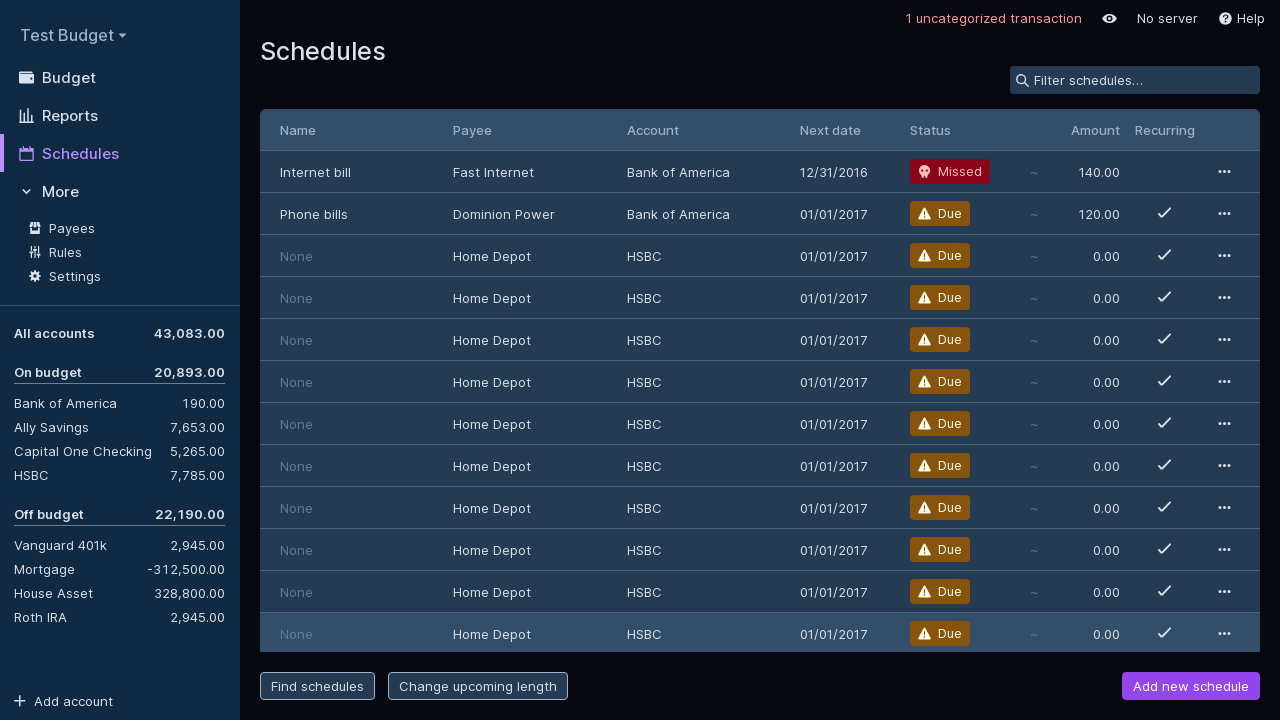 Test Budget
Budget
Reports
Schedules
More
Payees
Rules
Settings
All accounts 43,083.00
On budget 20,893.00
Bank of America 190.00
Ally Savings 7,653.00
Capital One Checking 5,265.00
HSBC 7,785.00
Off budget 22,190.00
Vanguard 401k 2,945.00
Mortgage -312,500.00
House Asset 328,800.00
Roth IRA 2,945.00
Add account
1 uncategorized transaction No server Help
Schedules
Filter schedules...
Name Payee Account Next date Status Amount Recurring
Internet bill Fast Internet Bank of America 12/31/2016 Missed ~ 140.00
Phone bills Dominion Power Bank of America 01/01/2017 Due ~ 120.00
None Home Depot HSBC 01/01/2017 Due ~ 0.00
None Home Depot HSBC 01/01/2017 Due ~ 0.00
None Home Depot HSBC 01/01/2017 Due ~ 0.00
None Home Depot HSBC 01/01/2017 Due ~ 0.00
None Home Depot HSBC 01/01/2017 Due ~ 0.00
None Home Depot HSBC 01/01/2017 Due ~ 0.00
None Home Depot HSBC 01/01/2017 Due ~ 0.00
None Home Depot HSBC 01/01/2017 Due ~ 0.00
None Home Depot HSBC 01/01/2017 Due ~ 0.00
None Home Depot HSBC 01/01/2017 Due ~ 0.00
Find schedules Change upcoming length Add new schedule